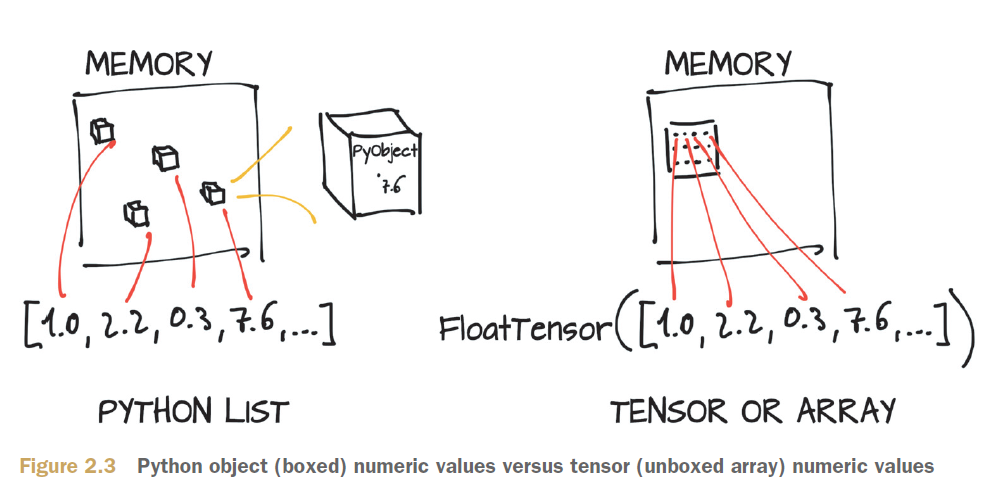 MEMORY
MEMORY
PyObject
7.6
[1.0, 2.2, 0.3, 7.6, ...]
FloatTensor([1.0, 2.2, 0.3, 7.6, ...])
PYTHON LIST
TENSOR OR ARRAY
Figure 2.3 Python object (boxed) numeric values versus tensor (unboxed array) numeric values